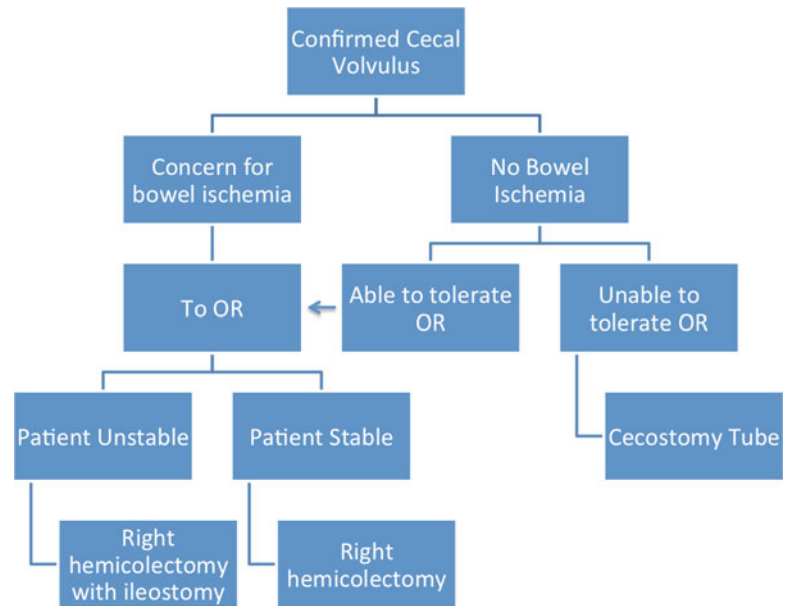 Confirmed Cecal
Volvulus
Concern for
bowel ischemia
No Bowel
Ischemia
To OR
Able to tolerate
OR
Unable to
tolerate OR
Patient Unstable
Patient Stable
Cecostomy Tube
Right
hemicolectomy
with ileostomy
Right
hemicolectomy